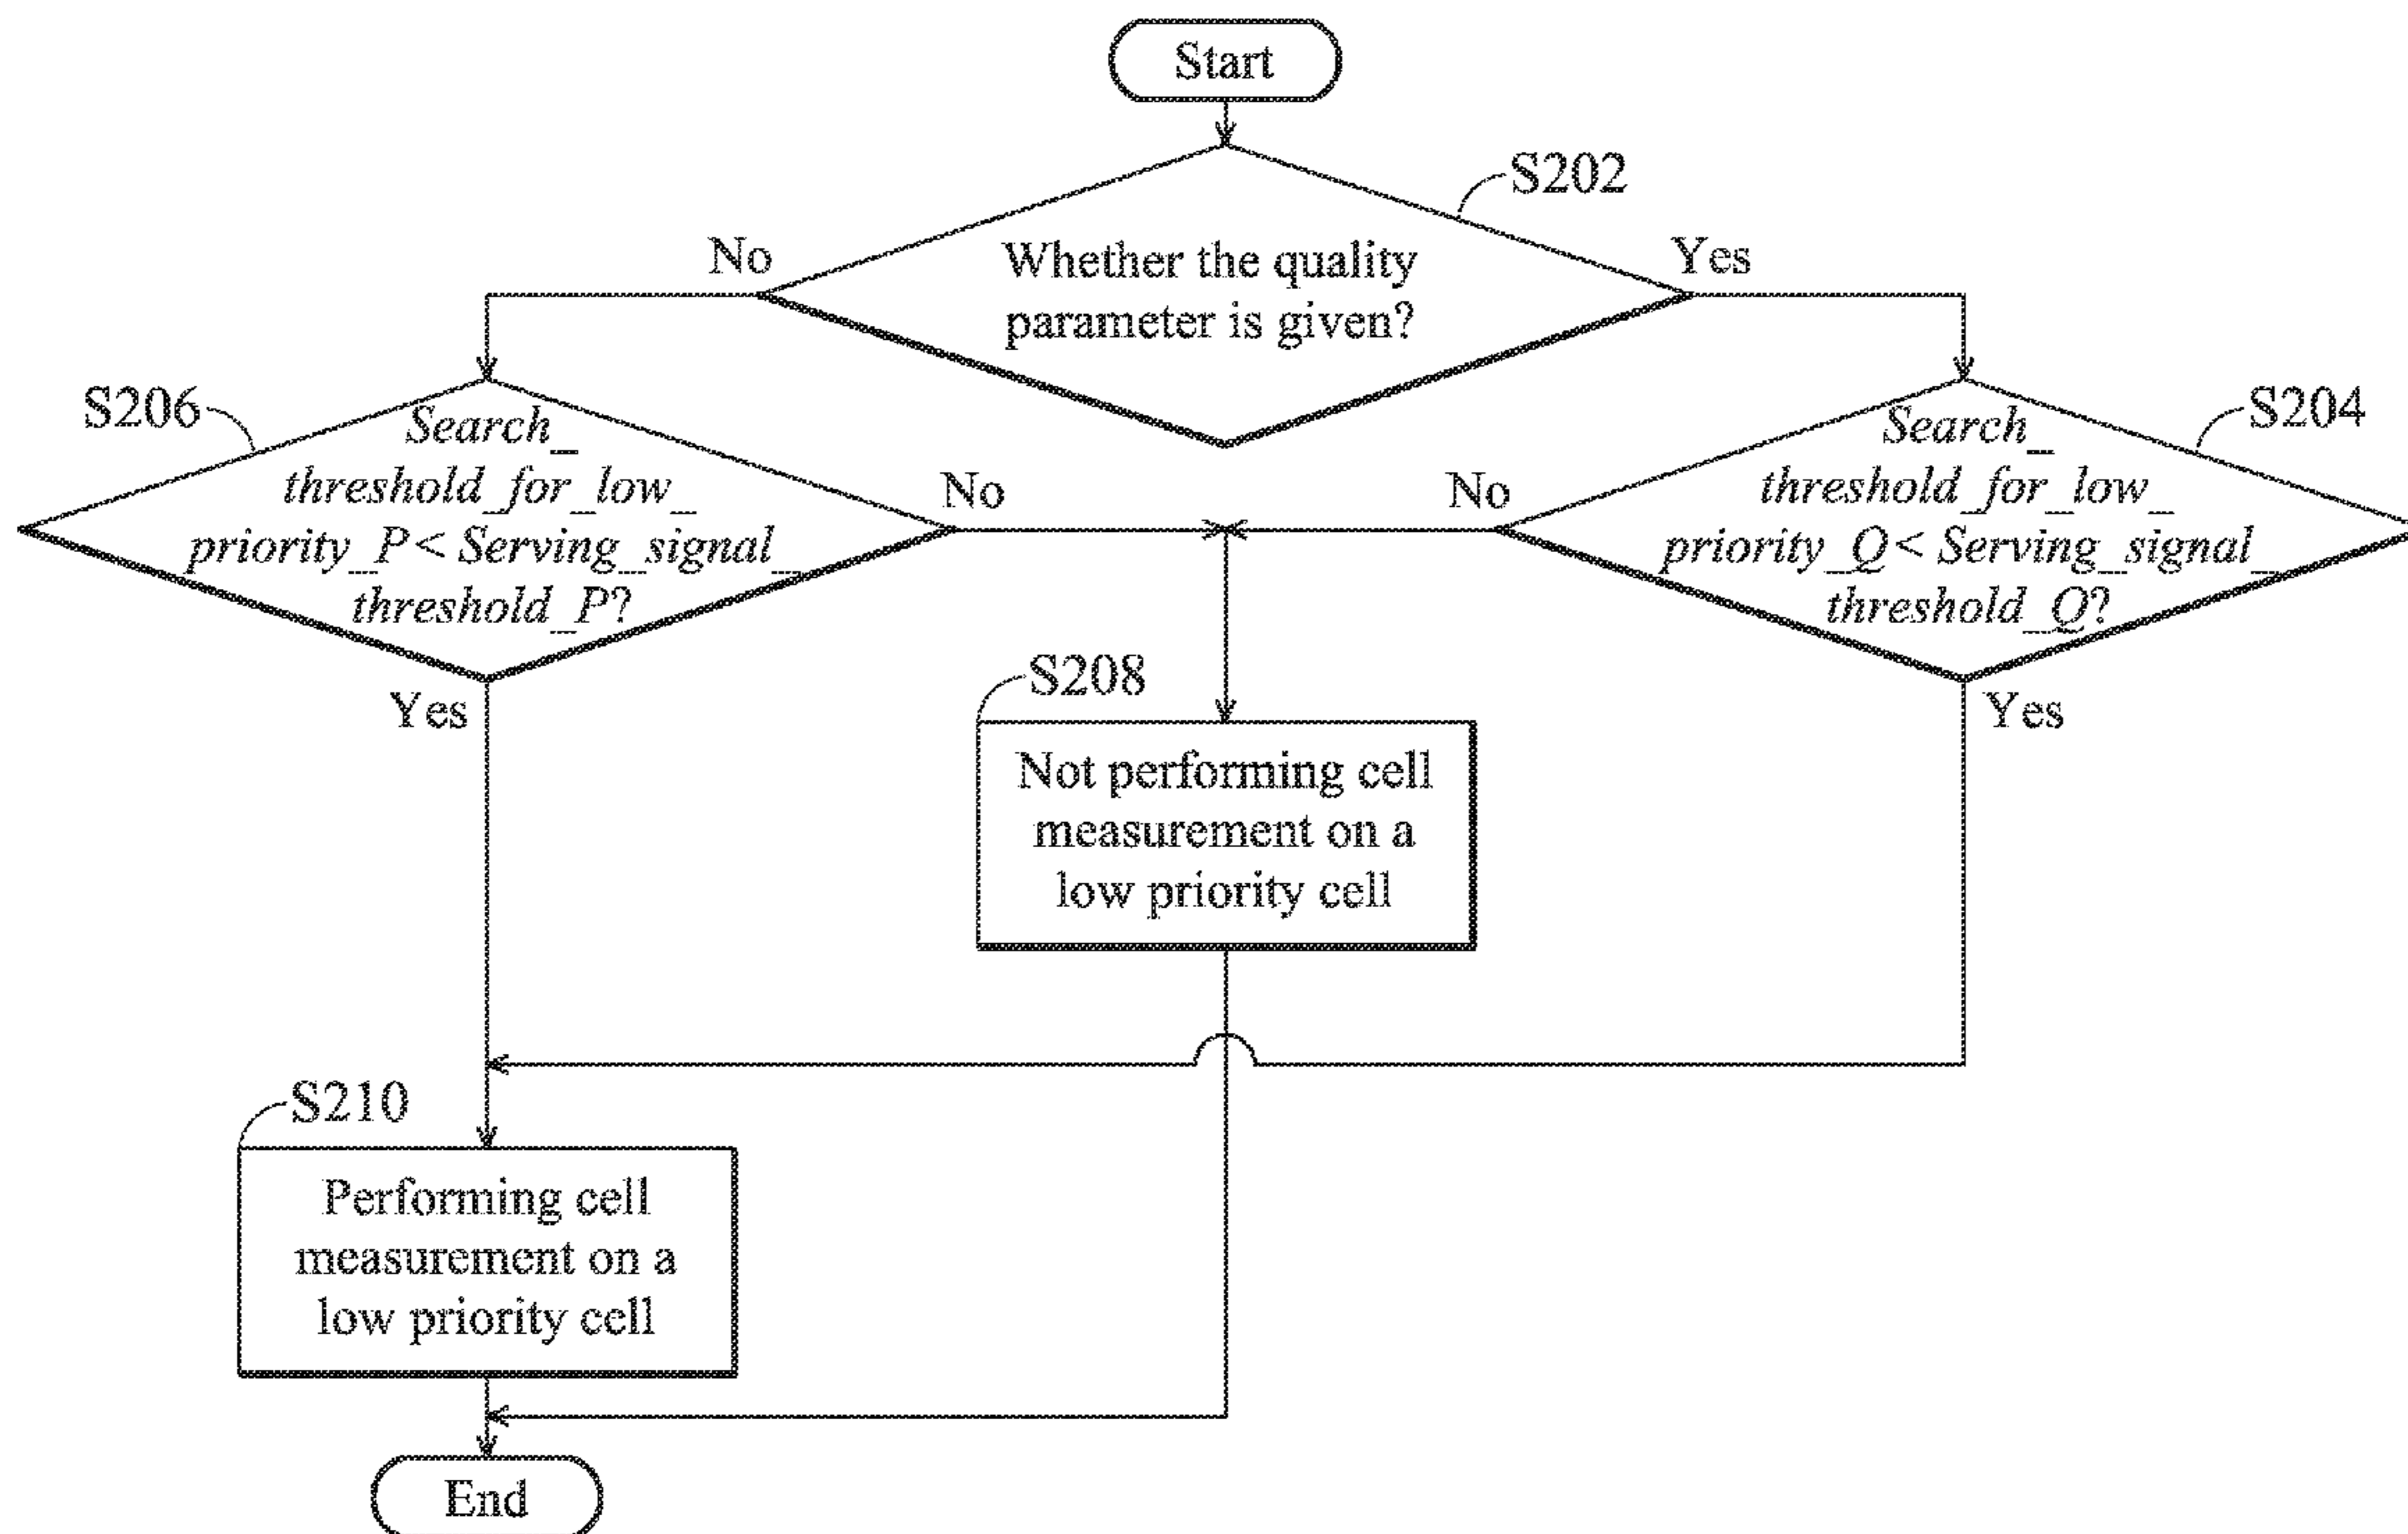 Start
S202
No
Whether the quality
Yes
parameter is given?
S206
Search_
threshold_for_low_
priority_P< Serving_signal_
threshold_P?
No
No
S204
Search_
threshold_for_low_
priority_Q< Serving_signal_
threshold_Q?
Yes
S208
Yes
Not performing cell
measurement on a
low priority cell
S210
Performing cell
measurement on a
low priority cell
End